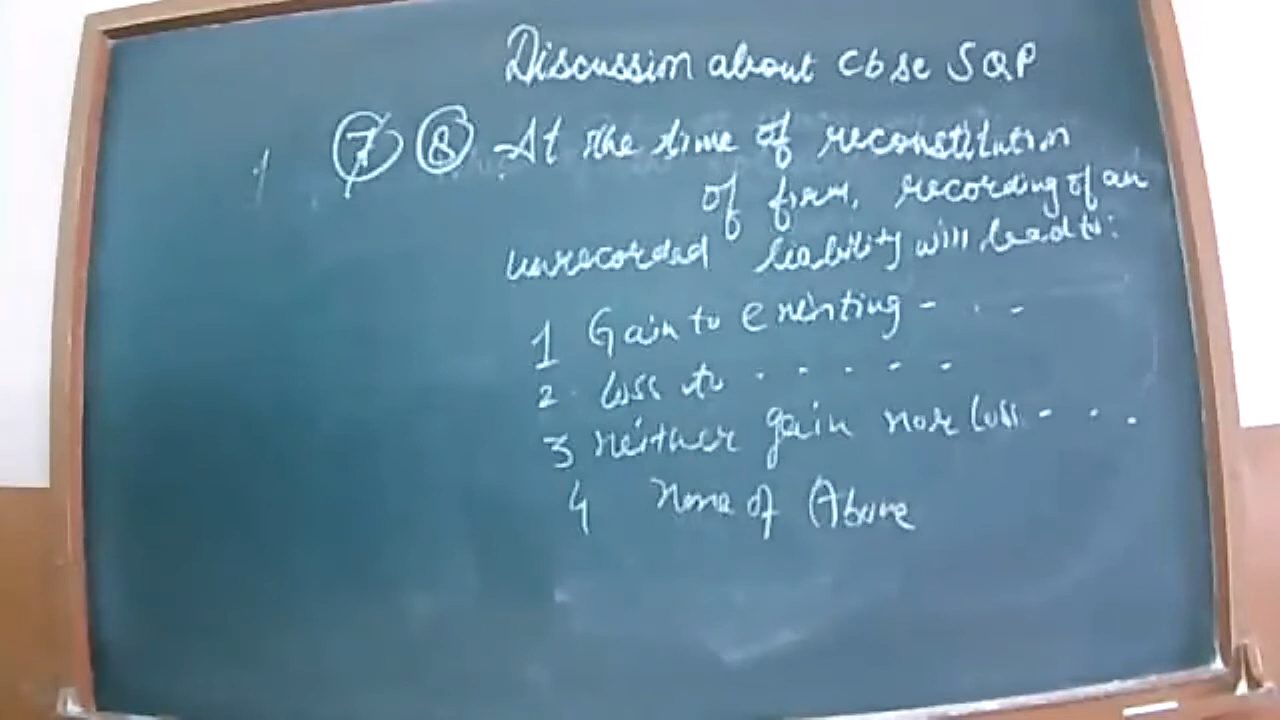 Discussion about Cbse SQP
7 8 At the time of reconstitution
of firm, recording of an
unrecorded liability will lead to:
1 Gain to existing - . . -
2. loss to . . . . .
3 neither gain nor loss - . . .
4 None of Above